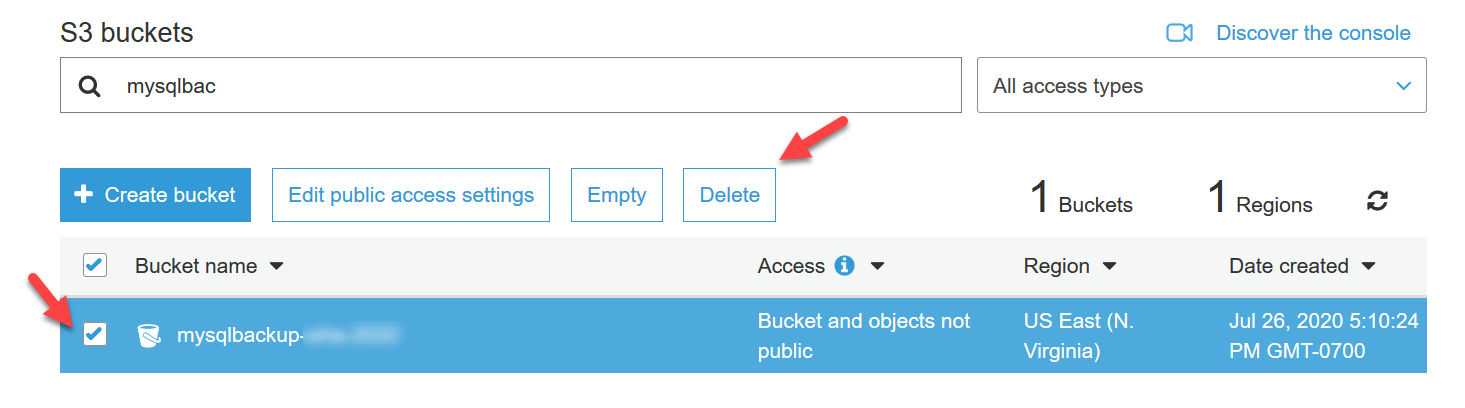 S3 buckets
Discover the console
mysqlbac
All access types
Create bucket
Edit public access settings
Empty
Delete
1 Buckets
1 Regions
Bucket name
Access
Region
Date created
mysqlbackup-
Bucket and objects not
public
US East (N.
Virginia)
Jul 26, 2020 5:10:24
PM GMT-0700